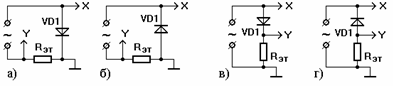 X X X X
VD1 VD1 VD1 Y Y
~ Y ~ Y ~ ~ VD1
Rэт Rэт Rэт Rэт
а) б) в) г)